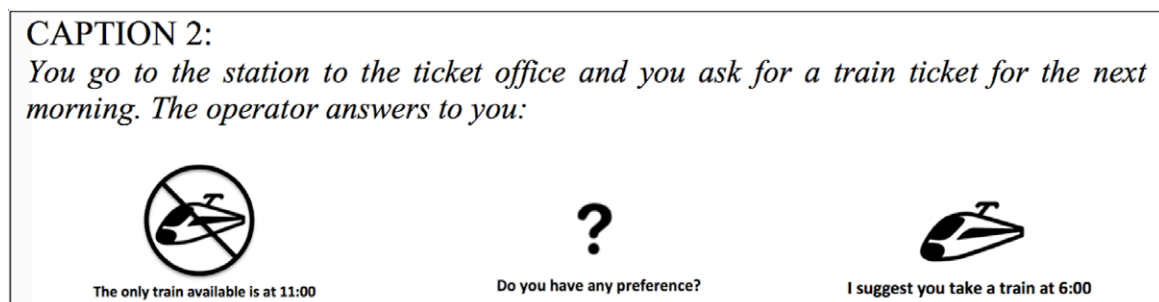 CAPTION 2:
You go to the station to the ticket office and you ask for a train ticket for the next
morning. The operator answers to you:
?
The only train available is at 11:00
Do you have any preference?
I suggest you take a train at 6:00